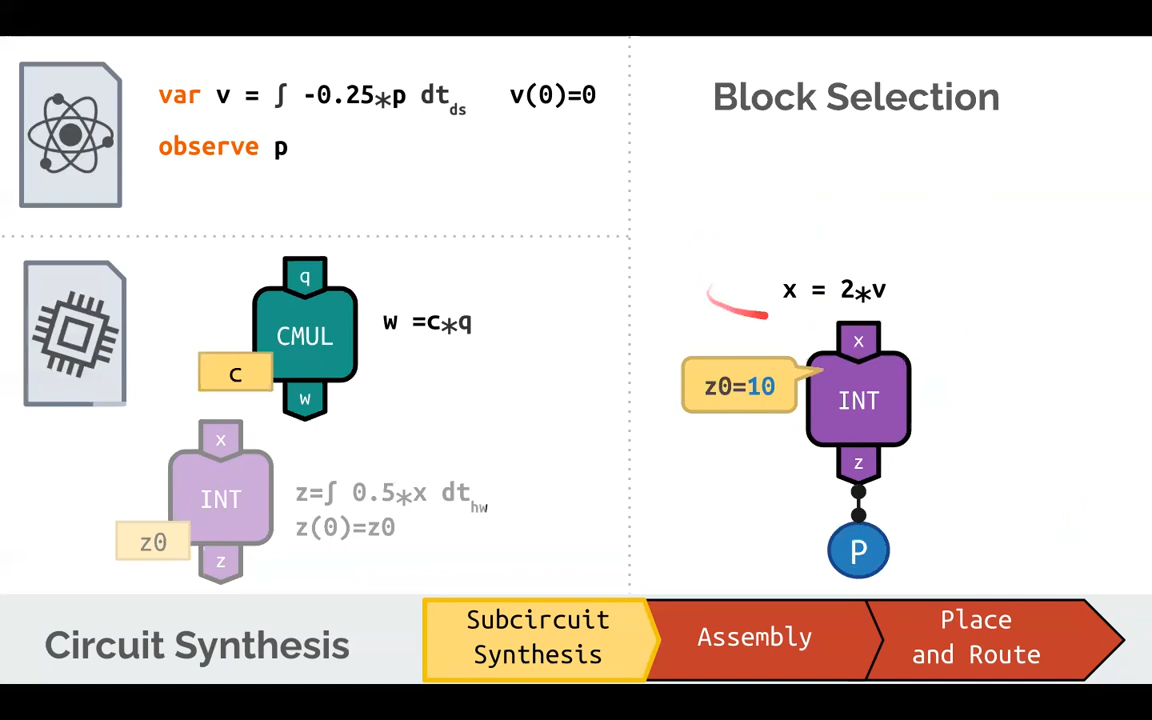 var v = ∫ -0.25*p dt_ds v(0)=0
observe p
Block Selection
q
CMUL
c
w
w =c*q
x
INT
z0
z
z=∫ 0.5*x dt_hw
z(0)=z0
x = 2*v
x
z0=10
INT
z
P
Circuit Synthesis
Subcircuit
Synthesis
Assembly
Place
and Route